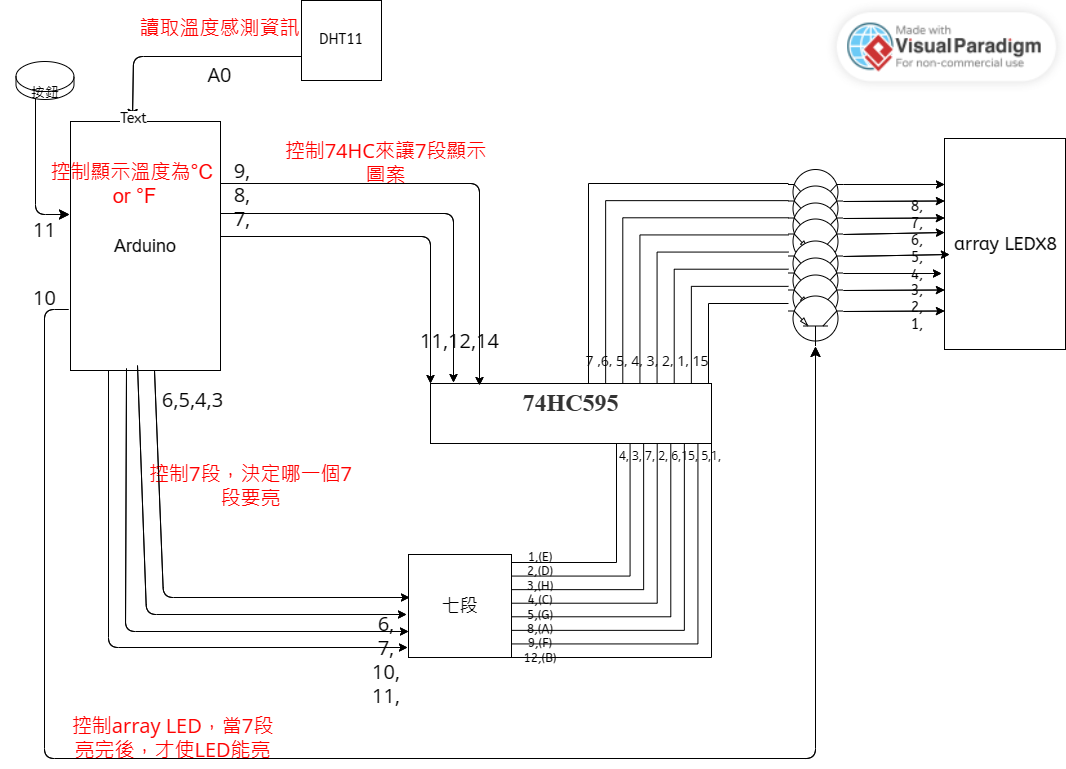 讀取溫度感測資訊
DHT11
Made with
VisualParadigm
For non-commercial use
A0
按鈕
Text
控制顯示溫度為°C
or °F
Arduino
11
10
9,
8,
7,
控制74HC來讓7段顯示
圖案
11,12,14
7 ,6, 5, 4, 3, 2, 1, 15
74HC595
8,
7,
6,
5,
4,
3,
2,
1,
array LEDX8
6,5,4,3
控制7段，決定哪一個7
段要亮
4, 3, 7, 2, 6,15, 5,1,
七段
1,(E)
2,(D)
3,(H)
4,(C)
5,(G)
8,(A)
9,(F)
12,(B)
6,
7,
10,
11,
控制array LED，當7段
亮完後，才使LED能亮